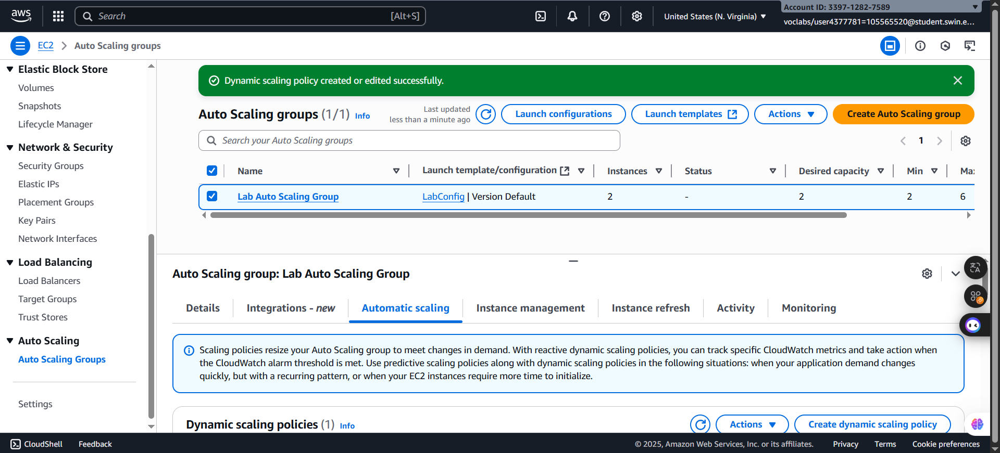 aws
Search
[Alt+S]
United States (N. Virginia)
Account ID: 3397-1282-7589
voclabs/user4377781=105565520@student.swin.e...
EC2
Auto Scaling groups
Elastic Block Store
Volumes
Snapshots
Lifecycle Manager
Network & Security
Security Groups
Elastic IPs
Placement Groups
Key Pairs
Network Interfaces
Load Balancing
Load Balancers
Target Groups
Trust Stores
Auto Scaling
Auto Scaling Groups
Settings
Dynamic scaling policy created or edited successfully.
Auto Scaling groups (1/1) Info
Last updated
less than a minute ago
Launch configurations
Launch templates
Actions
Create Auto Scaling group
Search your Auto Scaling groups
1
Name
Launch template/configuration
Instances
Status
Desired capacity
Min
Max
Lab Auto Scaling Group
LabConfig | Version Default
2
-
2
2
6
Auto Scaling group: Lab Auto Scaling Group
Details
Integrations - new
Automatic scaling
Instance management
Instance refresh
Activity
Monitoring
Scaling policies resize your Auto Scaling group to meet changes in demand. With reactive dynamic scaling policies, you can track specific CloudWatch metrics and take action when
the CloudWatch alarm threshold is met. Use predictive scaling policies along with dynamic scaling policies in the following situations: when your application demand changes
quickly, but with a recurring pattern, or when your EC2 instances require more time to initialize.
Dynamic scaling policies (1) Info
Actions
Create dynamic scaling policy
CloudShell
Feedback
© 2025, Amazon Web Services, Inc. or its affiliates.
Privacy
Terms
Cookie preferences